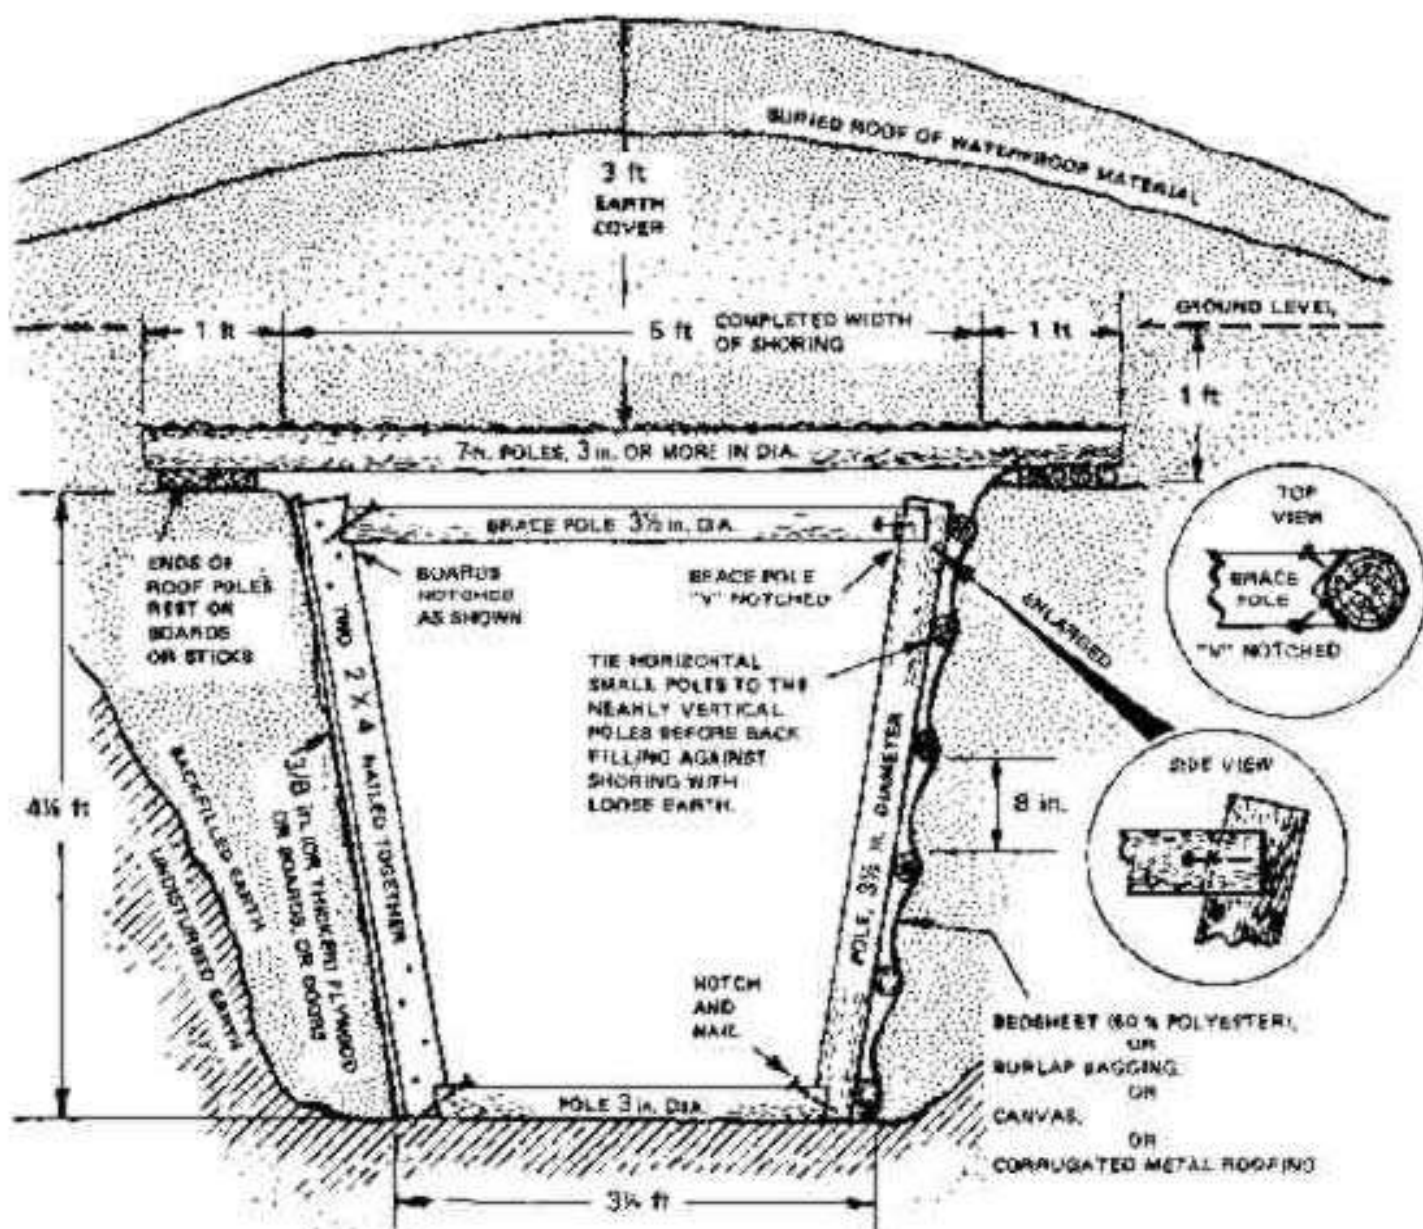 BURIED ROOF OF WATERPROOF MATERIAL
3 ft
EARTH
COVER
GROUND LEVEL
1 ft
5 ft
COMPLETED WIDTH
OF SHORING
1 ft
1 ft
7-ft. POLES, 3 in. OR MORE IN DIA.
TOP
VIEW
BRACE POLE 3½ in. DIA.
ENDS OF
ROOF POLES
REST ON
BOARDS
OR STICKS
BOARDS
NOTCHED
AS SHOWN
BRACE POLE
"V" NOTCHED
BRACE
POLE
"V" NOTCHED
ENLARGED
TWO 2 X 4 NAILED TOGETHER
TIE HORIZONTAL
SMALL POLES TO THE
NEARLY VERTICAL
POLES BEFORE BACK
FILLING AGAINST
SHORING WITH
LOOSE EARTH.
POLE, 3½ in. DIAMETER
SIDE VIEW
8 in.
ft
BACKFILLED EARTH
UNDISTURBED EARTH
3/8 in. (OR THICKER) PLYWOOD
OR BOARDS, OR DOORS
NOTCH
AND
NAIL
BEDSHEET (50 % POLYESTER),
OR
BURLAP BAGGING,
OR
CANVAS,
OR
CORRUGATED METAL ROOFING
POLE 3 in. DIA.
ft